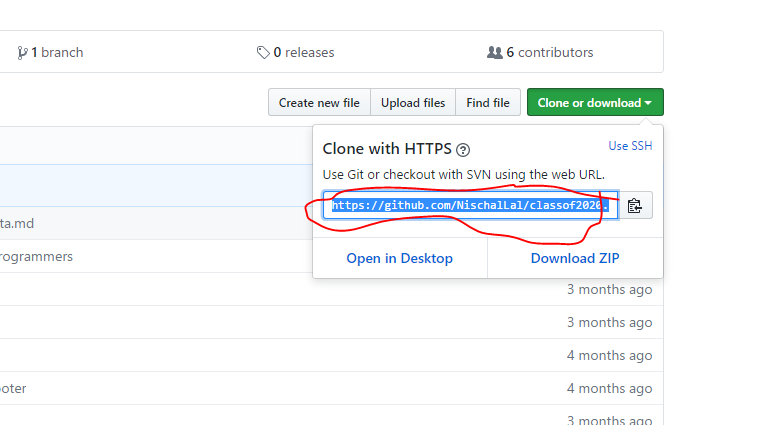 1 branch
0 releases
6 contributors
Create new file
Upload files
Find file
Clone or download
Clone with HTTPS
Use SSH
Use Git or checkout with SVN using the web URL.
https://github.com/NischalLal/classof2020.
Open in Desktop
Download ZIP
ta.md
rogrammers
3 months ago
3 months ago
4 months ago
oter
4 months ago
3 months ago